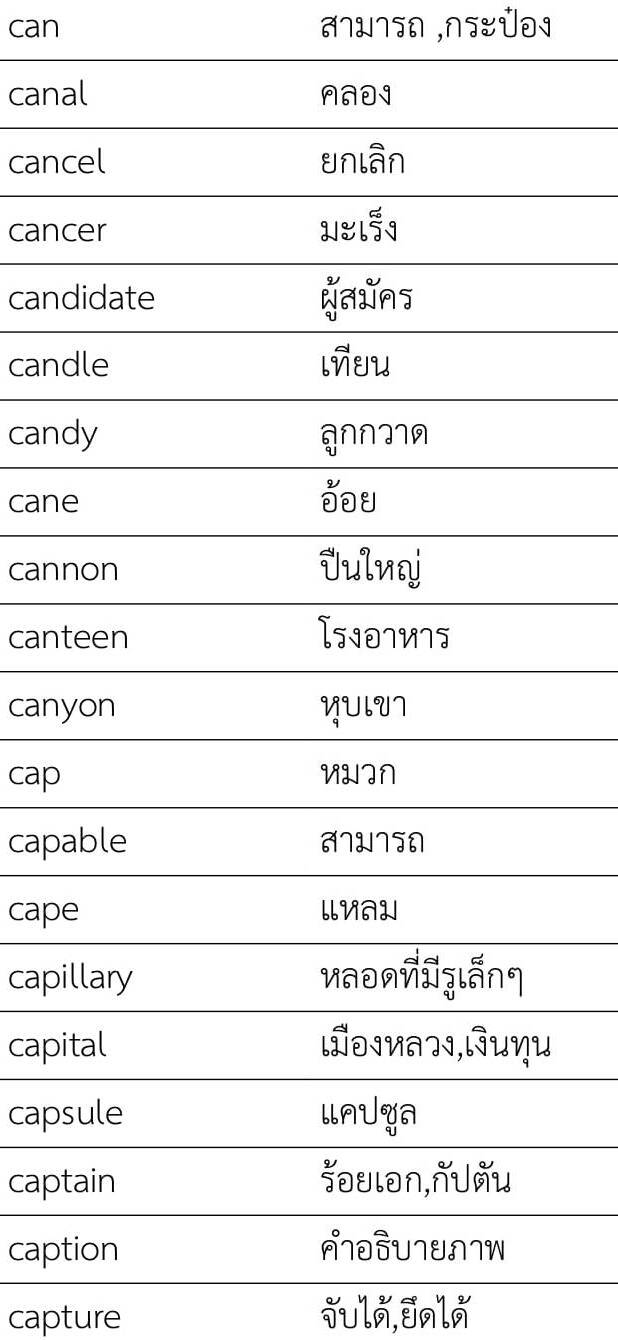 can สามารถ ,กระป๋อง
canal คลอง
cancel ยกเลิก
cancer มะเร็ง
candidate ผู้สมัคร
candle เทียน
candy ลูกกวาด
cane อ้อย
cannon ปืนใหญ่
canteen โรงอาหาร
canyon หุบเขา
cap หมวก
capable สามารถ
cape แหลม
capillary หลอดที่มีรูเล็กๆ
capital เมืองหลวง,เงินทุน
capsule แคปซูล
captain ร้อยเอก,กัปตัน
caption คำอธิบายภาพ
capture จับได้,ยึดได้